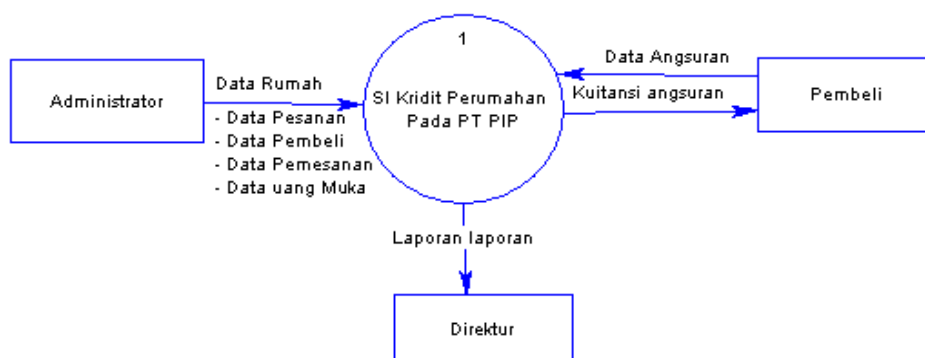 1
Administrator
Data Rumah
- Data Pesanan
- Data Pembeli
- Data Pemesanan
- Data uang Muka
SI Kridit Perumahan
Pada PT PIP
Data Angsuran
Kuitansi angsuran
Pembeli
Laporan laporan
Direktur